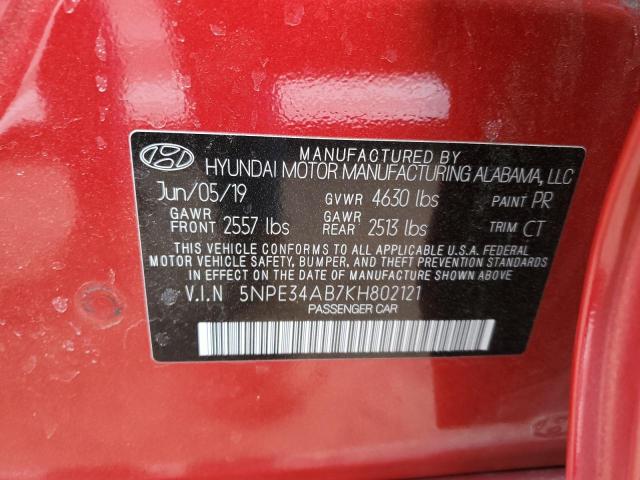 MANUFACTURED BY
HYUNDAI MOTOR MANUFACTURING ALABAMA, LLC
Jun/05/19 GVWR 4630 lbs PAINT PR
GAWR FRONT 2557 lbs GAWR REAR 2513 lbs TRIM CT
THIS VEHICLE CONFORMS TO ALL APPLICABLE U.S.A. FEDERAL
MOTOR VEHICLE SAFETY, BUMPER, AND THEFT PREVENTION STANDARDS
IN EFFECT ON THE DATE OF MANUFACTURE SHOWN ABOVE.
V.I.N 5NPE34AB7KH802121
PASSENGER CAR